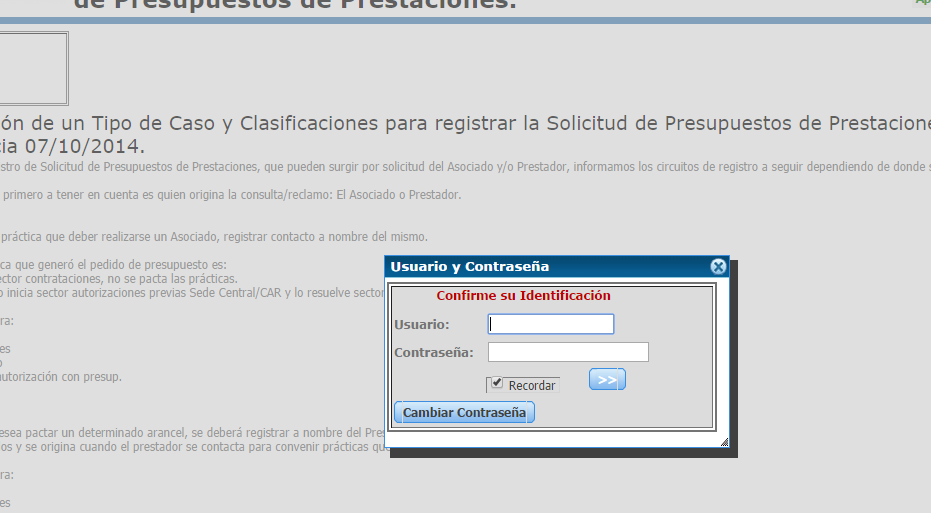 de Presupuestos de Prestaciones.
ón de un Tipo de Caso y Clasificaciones para registrar la Solicitud de Presupuestos de Prestacione
cia 07/10/2014.
stro de Solicitud de Presupuestos de Prestaciones, que pueden surgir por solicitud del Asociado y/o Prestador, informamos los circuitos de registro a seguir dependiendo de donde s
primero a tener en cuenta es quien origina la consulta/reclamo: El Asociado o Prestador.
práctica que deber realizarse un Asociado, registrar contacto a nombre del mismo.
ca que generó el pedido de presupuesto es:
ector contrataciones, no se pacta las prácticas.
o inicia sector autorizaciones previas Sede Central/CAR y lo resuelve sector
ra:
es
o
autorización con presup.
esea pactar un determinado arancel, se deberá registrar a nombre del Pres
os y se origina cuando el prestador se contacta para convenir prácticas que
ra:
es
Usuario y Contraseña
Confirme su Identificación
Usuario:
Contraseña:
Recordar
>>
Cambiar Contraseña